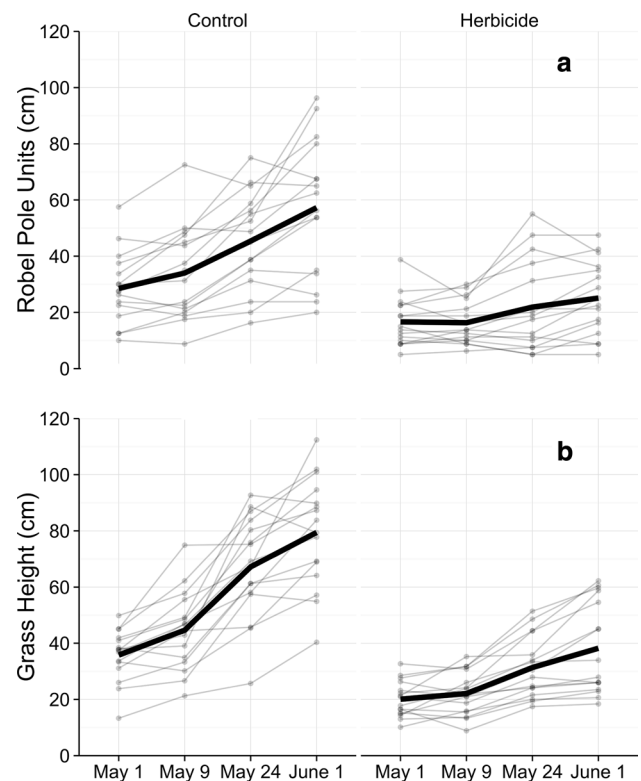 Control Herbicide
a
Robel Pole Units (cm)
120
100
80
60
40
20
0
b
Grass Height (cm)
120
100
80
60
40
20
0
May 1 May 9 May 24 June 1 May 1 May 9 May 24 June 1